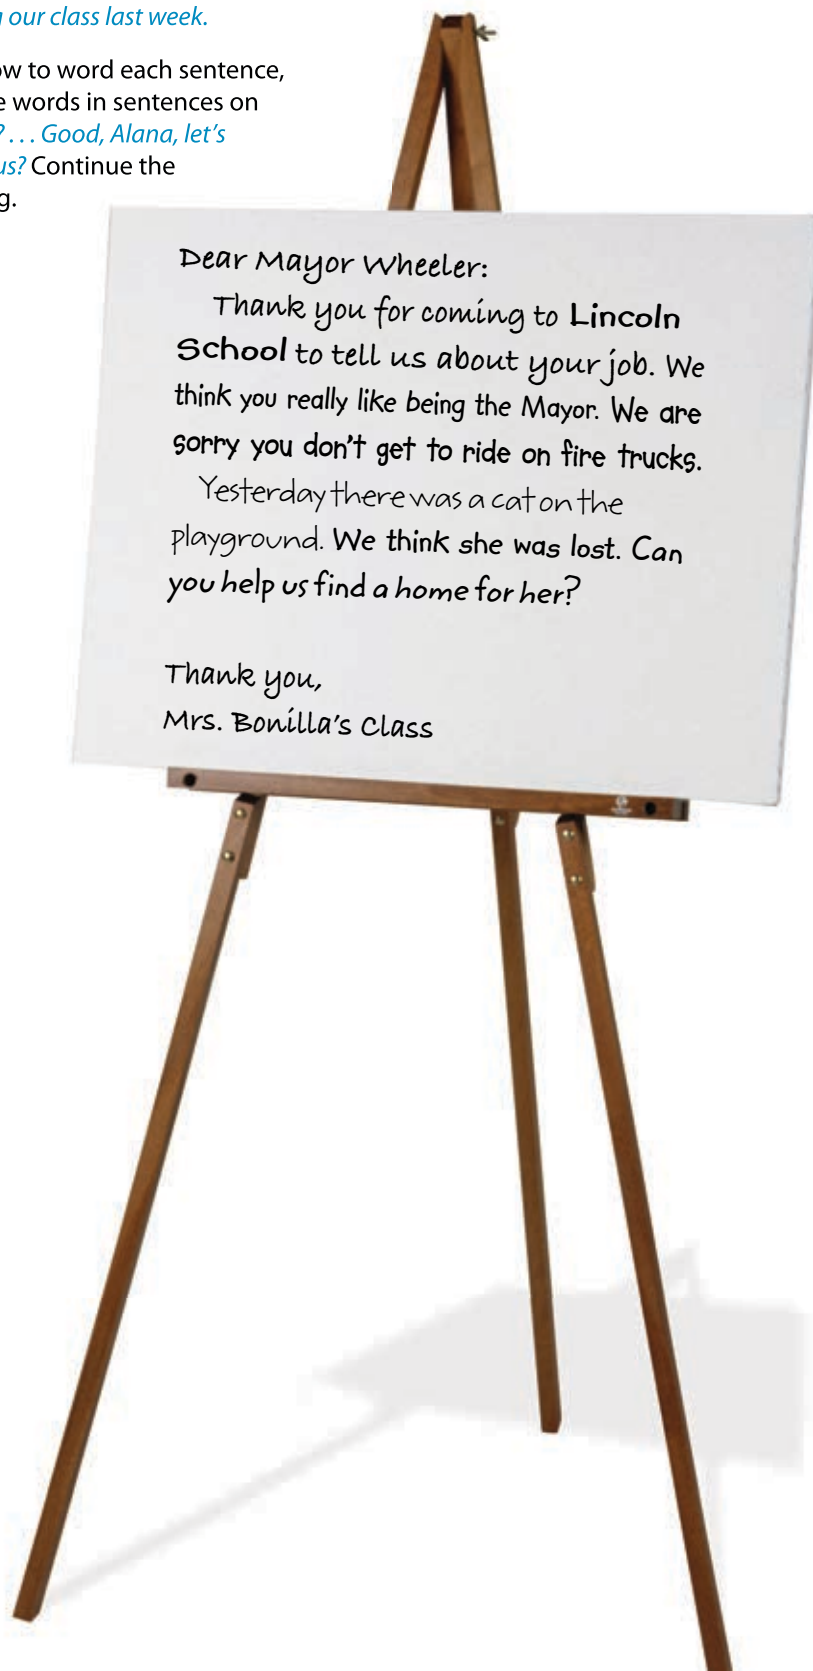 our class last week.
to word each sentence,
words in sentences on
? . . . Good, Alana, let's
us? Continue the
Dear Mayor Wheeler:
Thank you for coming to Lincoln
School to tell us about your job. We
think you really like being the Mayor. We are
sorry you don't get to ride on fire trucks.
Yesterday there was a cat on the
playground. We think she was lost. Can
you help us find a home for her?
Thank you,
Mrs. Bonilla's Class